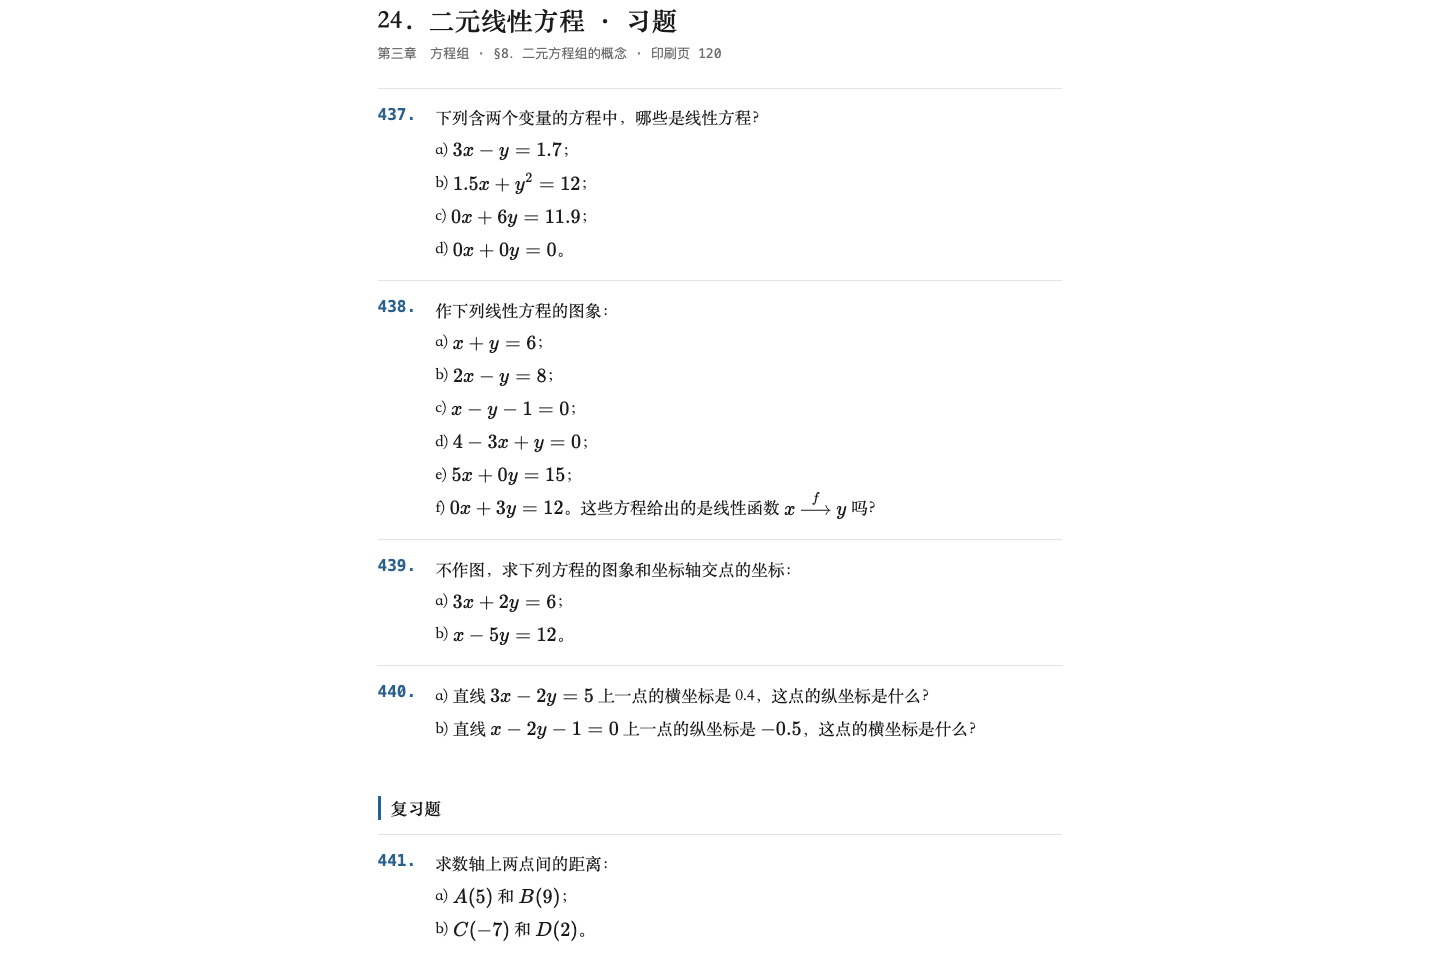 24. 二元线性方程 · 习题
第三章 方程组 · §8. 二元方程组的概念 · 印刷页 120
437. 下列含两个变量的方程中，哪些是线性方程？
a) 3x − y = 1.7；
b) 1.5x + y² = 12；
c) 0x + 6y = 11.9；
d) 0x + 0y = 0。
438. 作下列线性方程的图象：
a) x + y = 6；
b) 2x − y = 8；
c) x − y − 1 = 0；
d) 4 − 3x + y = 0；
e) 5x + 0y = 15；
f) 0x + 3y = 12。这些方程给出的是线性函数 x \xrightarrow{f} y 吗？
439. 不作图，求下列方程的图象和坐标轴交点的坐标：
a) 3x + 2y = 6；
b) x − 5y = 12。
440. a) 直线 3x − 2y = 5 上一点的横坐标是 0.4，这点的纵坐标是什么？
b) 直线 x − 2y − 1 = 0 上一点的纵坐标是 −0.5，这点的横坐标是什么？
复习题
441. 求数轴上两点间的距离：
a) A(5) 和 B(9)；
b) C(−7) 和 D(2)。